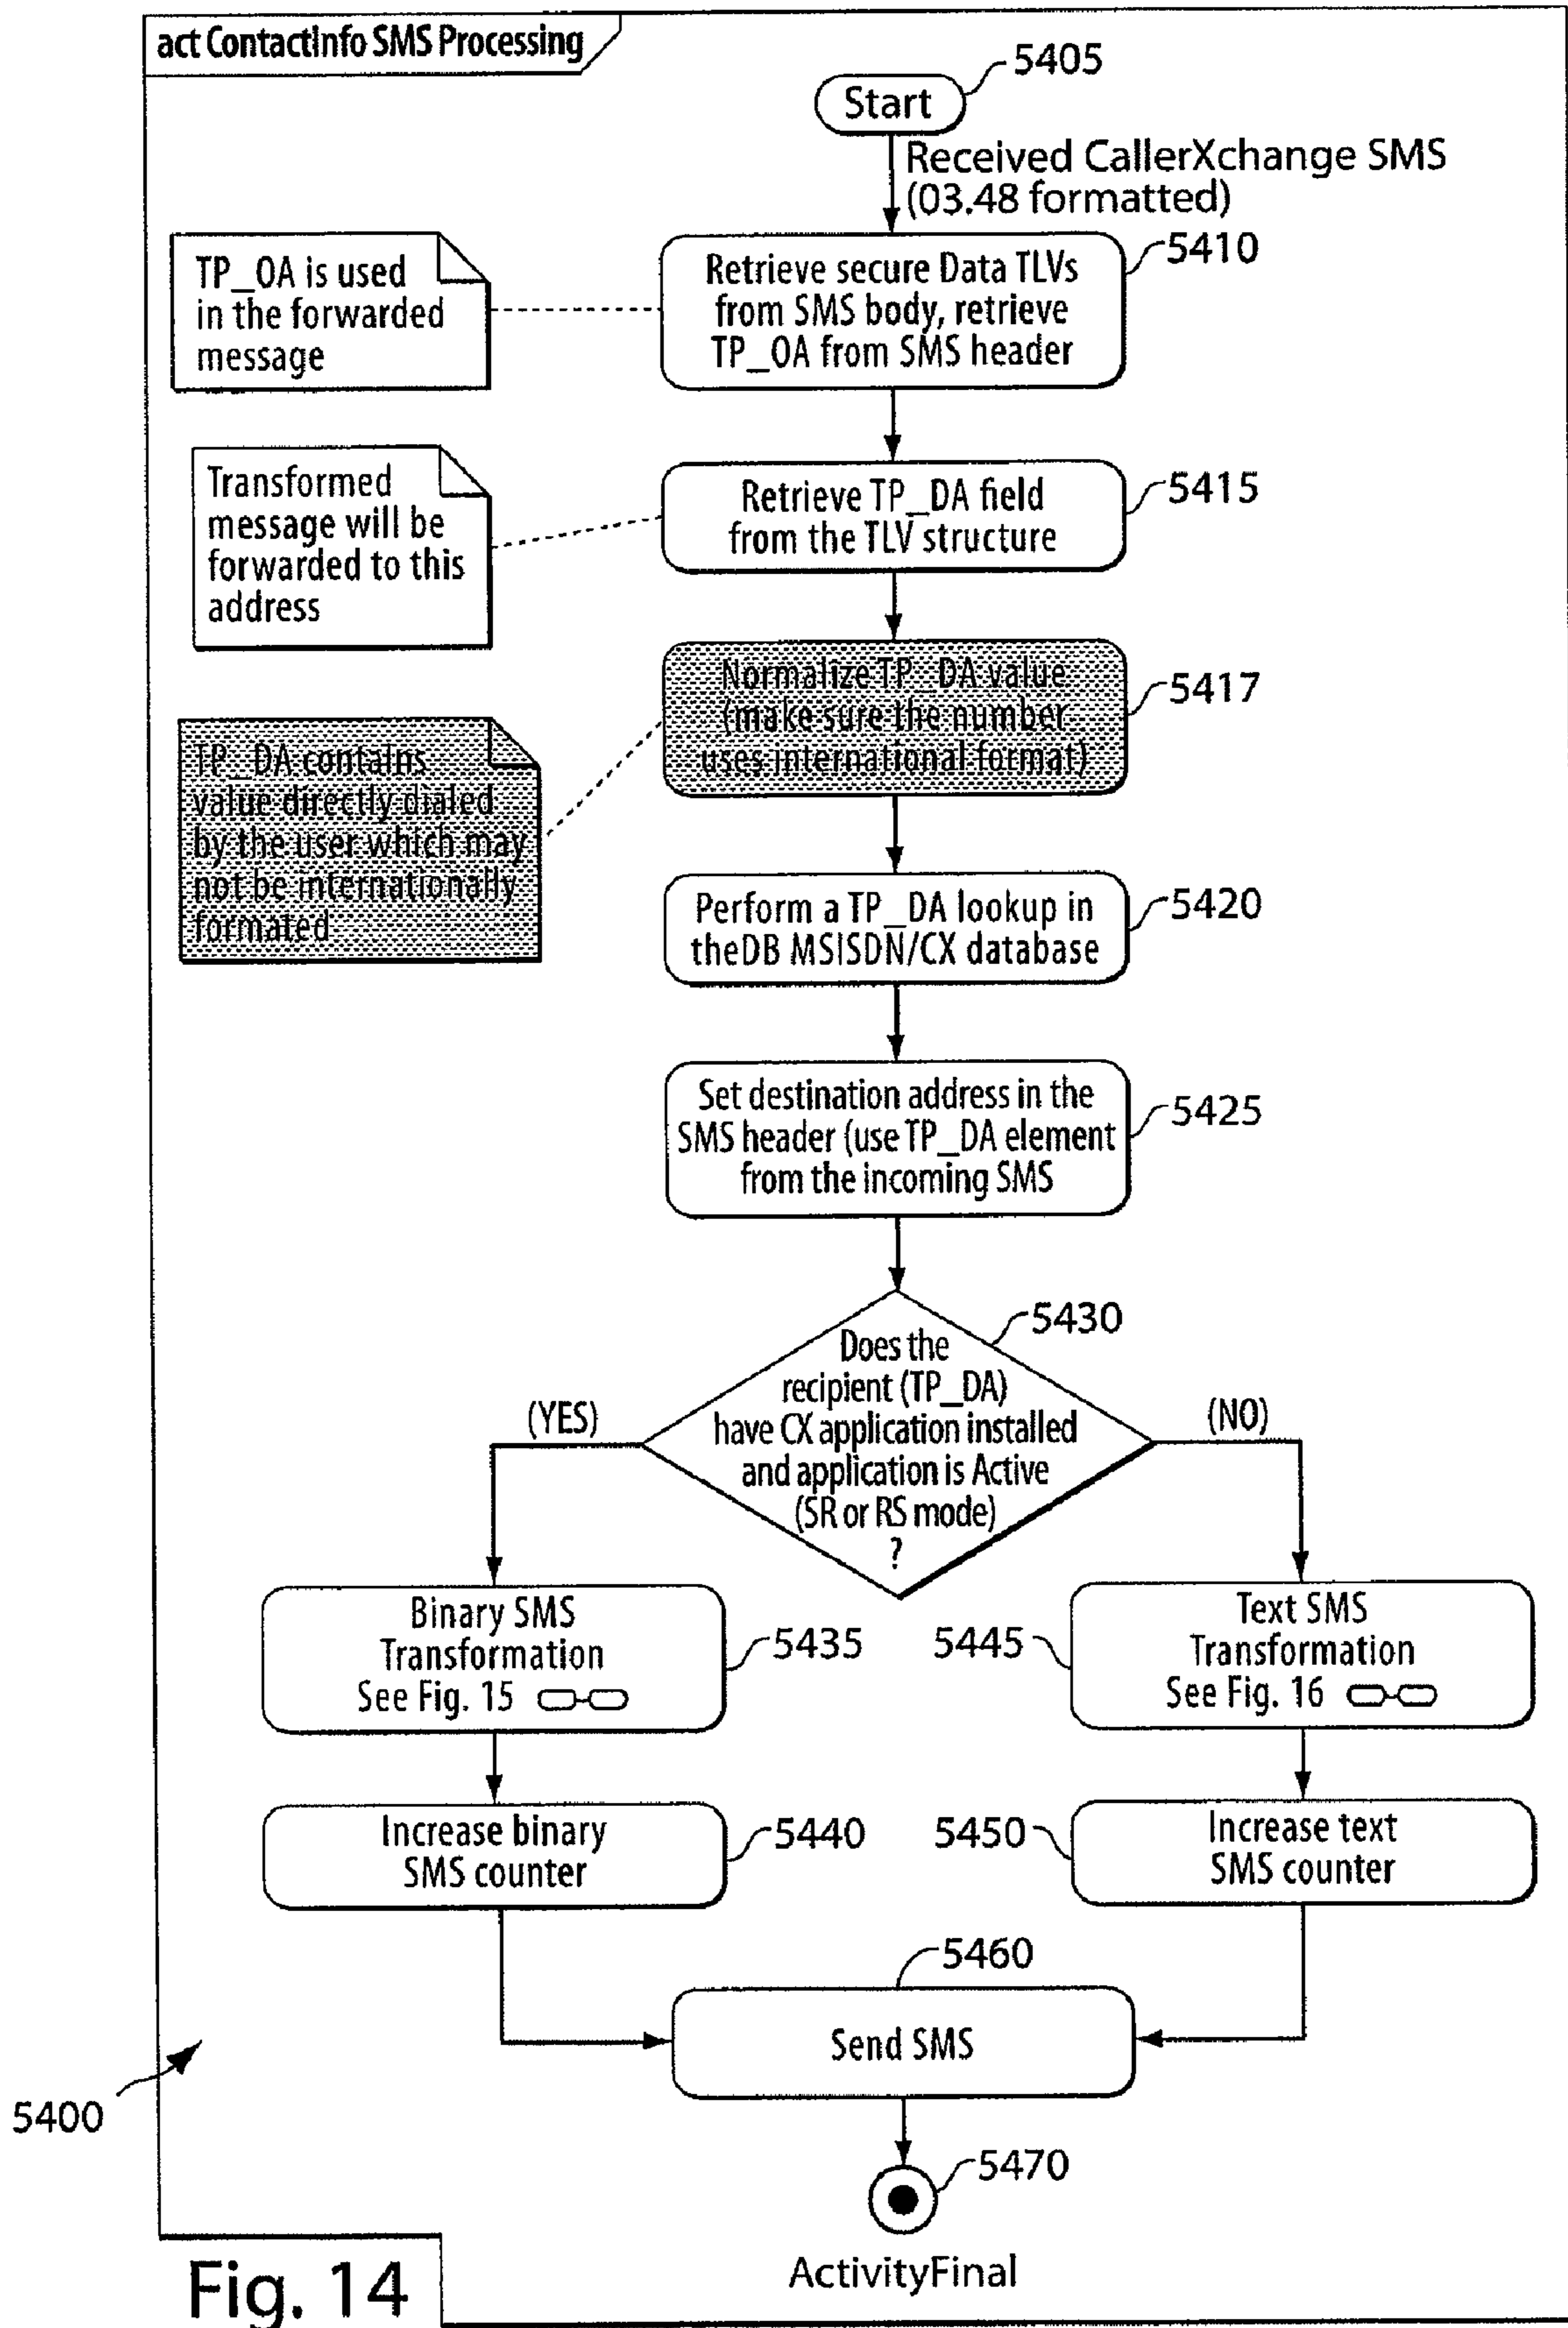 act ContactInfo SMS Processing
Start
5405
Received CallerXchange SMS
(03.48 formatted)
TP_OA is used
in the forwarded
message
Retrieve secure Data TLVs
from SMS body, retrieve
TP_OA from SMS header
5410
Transformed
message will be
forwarded to this
address
Retrieve TP_DA field
from the TLV structure
5415
Normalize TP_DA value
(make sure the number
uses international format)
5417
TP_DA contains
value directly dialed
by the user which may
not be internationally
formated
Perform a TP_DA lookup in
theDB MSISDN/CX database
5420
Set destination address in the
SMS header (use TP_DA element
from the incoming SMS
5425
Does the
recipient (TP_DA)
have CX application installed
and application is Active
(SR or RS mode)
?
5430
(YES)
(NO)
Binary SMS
Transformation
See Fig. 15
5435
5445
Text SMS
Transformation
See Fig. 16
Increase binary
SMS counter
5440
5450
Increase text
SMS counter
5460
Send SMS
5400
5470
ActivityFinal
Fig. 14